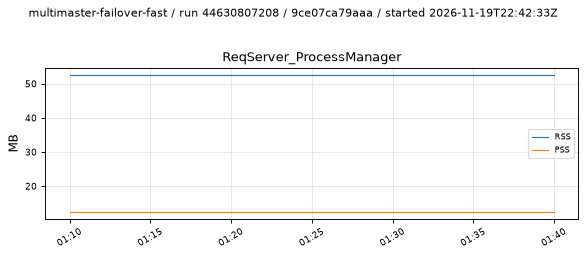 multimaster-failover-fast / run 44630807208 / 9ce07ca79aaa / started 2026-11-19T22:42:33Z
ReqServer_ProcessManager
MB
50
40
30
20
RSS
PSS
01:10
01:15
01:20
01:25
01:30
01:35
01:40